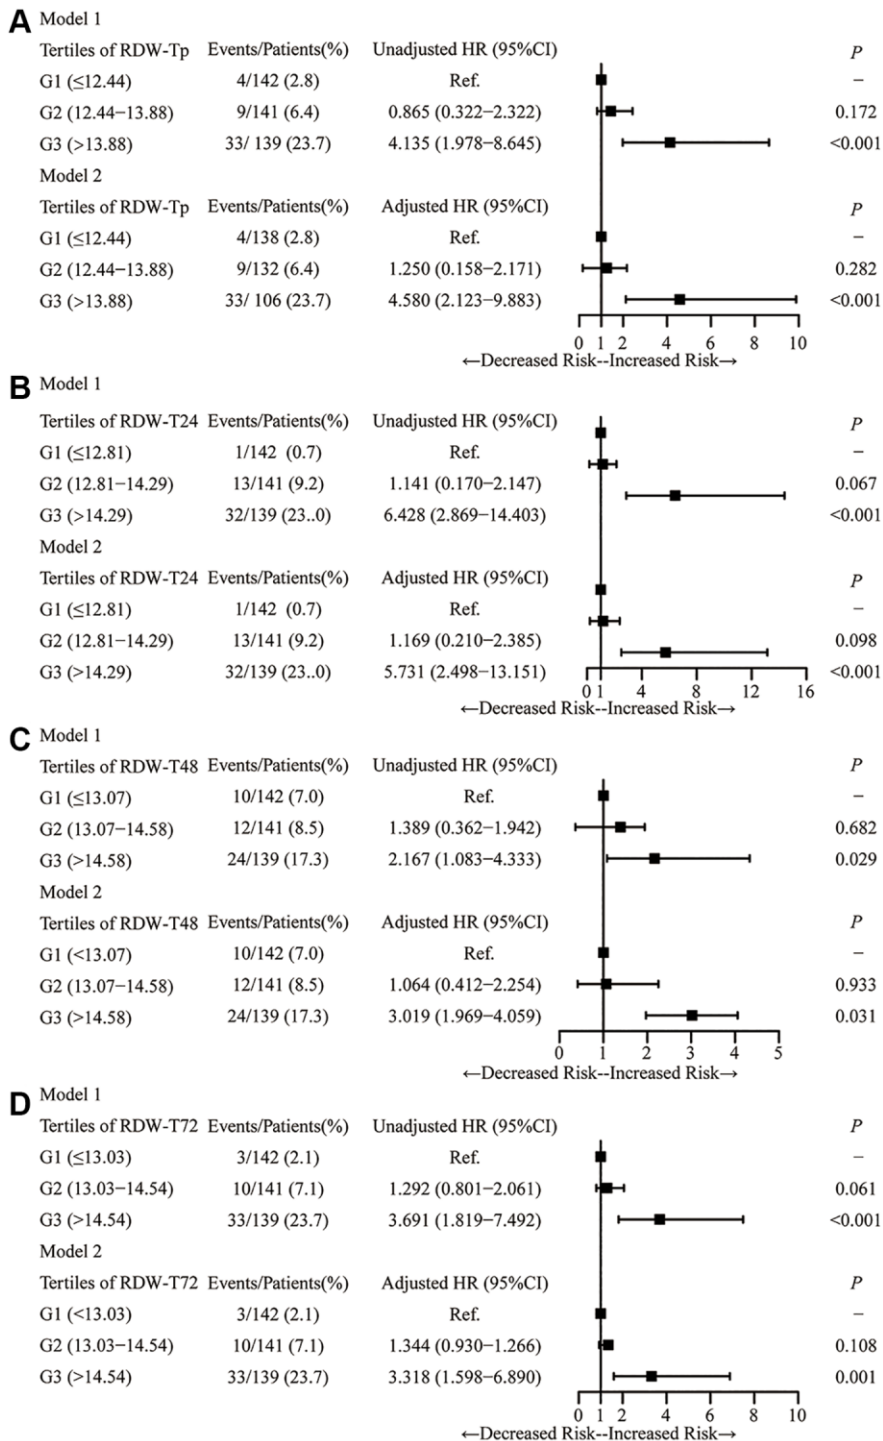 A Model 1
Tertiles of RDW-Tp Events/Patients(%) Unadjusted HR (95%CI) P
G1 (≤12.44) 4/142 (2.8) Ref. –
G2 (12.44−13.88) 9/141 (6.4) 0.865 (0.322−2.322) 0.172
G3 (>13.88) 33/ 139 (23.7) 4.135 (1.978−8.645) <0.001
Model 2
Tertiles of RDW-Tp Events/Patients(%) Adjusted HR (95%CI) P
G1 (≤12.44) 4/138 (2.8) Ref. –
G2 (12.44−13.88) 9/132 (6.4) 1.250 (0.158−2.171) 0.282
G3 (>13.88) 33/ 106 (23.7) 4.580 (2.123−9.883) <0.001
0 1 2 4 6 8 10
←Decreased Risk--Increased Risk→
B Model 1
Tertiles of RDW-T24 Events/Patients(%) Unadjusted HR (95%CI) P
G1 (≤12.81) 1/142 (0.7) Ref. –
G2 (12.81−14.29) 13/141 (9.2) 1.141 (0.170−2.147) 0.067
G3 (>14.29) 32/139 (23..0) 6.428 (2.869−14.403) <0.001
Model 2
Tertiles of RDW-T24 Events/Patients(%) Adjusted HR (95%CI) P
G1 (≤12.81) 1/142 (0.7) Ref. –
G2 (12.81−14.29) 13/141 (9.2) 1.169 (0.210−2.385) 0.098
G3 (>14.29) 32/139 (23..0) 5.731 (2.498−13.151) <0.001
0 1 4 8 12 16
←Decreased Risk--Increased Risk→
C Model 1
Tertiles of RDW-T48 Events/Patients(%) Unadjusted HR (95%CI) P
G1 (≤13.07) 10/142 (7.0) Ref. –
G2 (13.07−14.58) 12/141 (8.5) 1.389 (0.362−1.942) 0.682
G3 (>14.58) 24/139 (17.3) 2.167 (1.083−4.333) 0.029
Model 2
Tertiles of RDW-T48 Events/Patients(%) Adjusted HR (95%CI) P
G1 (<13.07) 10/142 (7.0) Ref. –
G2 (13.07−14.58) 12/141 (8.5) 1.064 (0.412−2.254) 0.933
G3 (>14.58) 24/139 (17.3) 3.019 (1.969−4.059) 0.031
0 1 2 3 4 5
←Decreased Risk--Increased Risk→
D Model 1
Tertiles of RDW-T72 Events/Patients(%) Unadjusted HR (95%CI) P
G1 (≤13.03) 3/142 (2.1) Ref. –
G2 (13.03−14.54) 10/141 (7.1) 1.292 (0.801−2.061) 0.061
G3 (>14.54) 33/139 (23.7) 3.691 (1.819−7.492) <0.001
Model 2
Tertiles of RDW-T72 Events/Patients(%) Adjusted HR (95%CI) P
G1 (<13.03) 3/142 (2.1) Ref. –
G2 (13.03−14.54) 10/141 (7.1) 1.344 (0.930−1.266) 0.108
G3 (>14.54) 33/139 (23.7) 3.318 (1.598−6.890) 0.001
0 1 2 4 6 8 10
←Decreased Risk--Increased Risk→